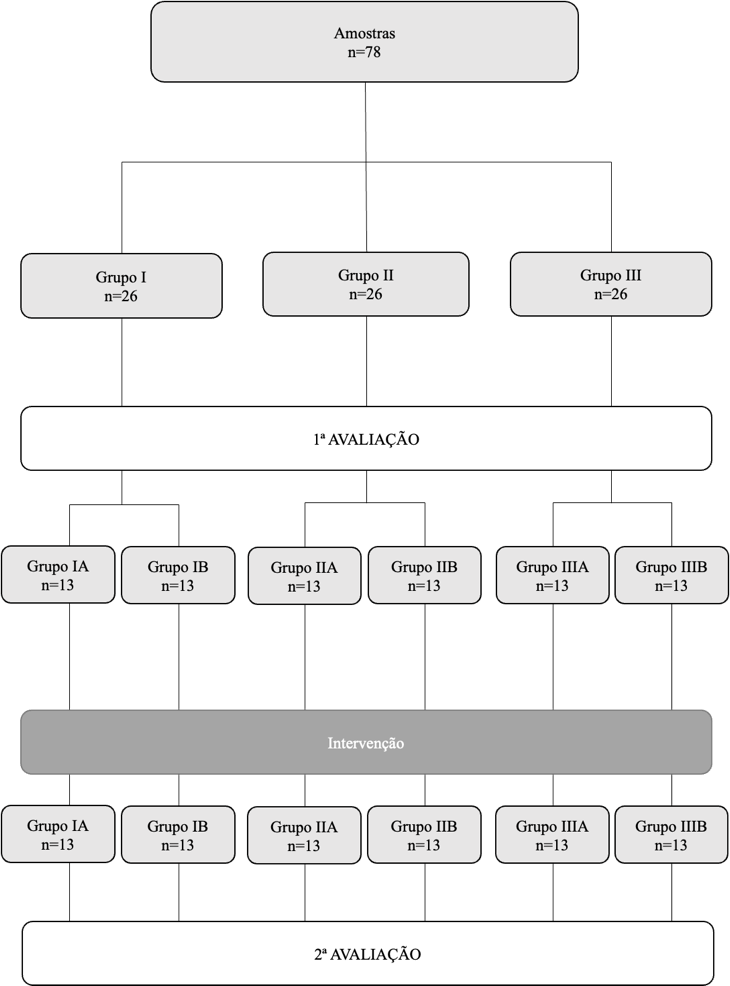 Amostras
n=78
Grupo I
n=26
Grupo II
n=26
Grupo III
n=26
1ª AVALIAÇÃO
Grupo IA
n=13
Grupo IB
n=13
Grupo IIA
n=13
Grupo IIB
n=13
Grupo IIIA
n=13
Grupo IIIB
n=13
Intervenção
Grupo IA
n=13
Grupo IB
n=13
Grupo IIA
n=13
Grupo IIB
n=13
Grupo IIIA
n=13
Grupo IIIB
n=13
2ª AVALIAÇÃO